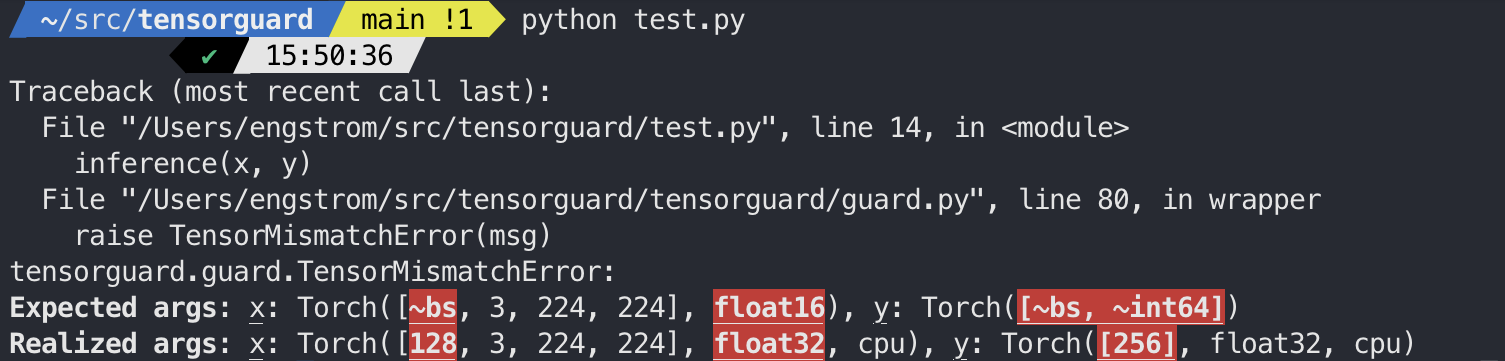 ~/src/tensorguard main !1 python test.py
✔ 15:50:36
Traceback (most recent call last):
File "/Users/engstrom/src/tensorguard/test.py", line 14, in <module>
inference(x, y)
File "/Users/engstrom/src/tensorguard/tensorguard/guard.py", line 80, in wrapper
raise TensorMismatchError(msg)
tensorguard.guard.TensorMismatchError:
Expected args: x: Torch([~bs, 3, 224, 224], float16), y: Torch([~bs, ~int64])
Realized args: x: Torch([128, 3, 224, 224], float32, cpu), y: Torch([256], float32, cpu)